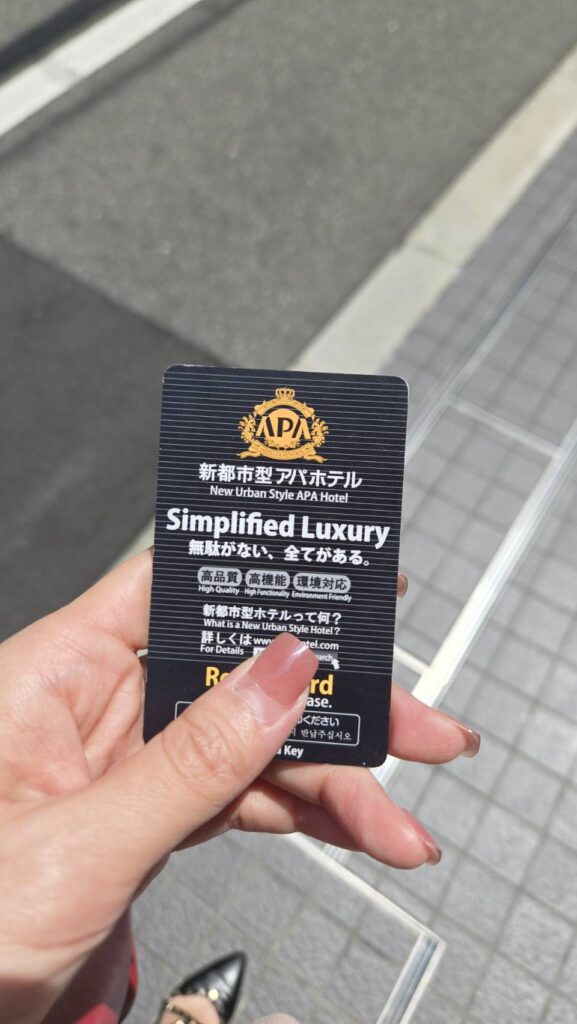 APA
新都市型アパホテル
New Urban Style APA Hotel
Simplified Luxury
無駄がない、全てがある。
高品質 高機能 環境対応
High Quality High Functionality Environment Friendly
新都市型ホテルって何?
What is a New Urban Style Hotel?
詳しくは www.
hotel.com
For Details
ください
반납주십시오
Key